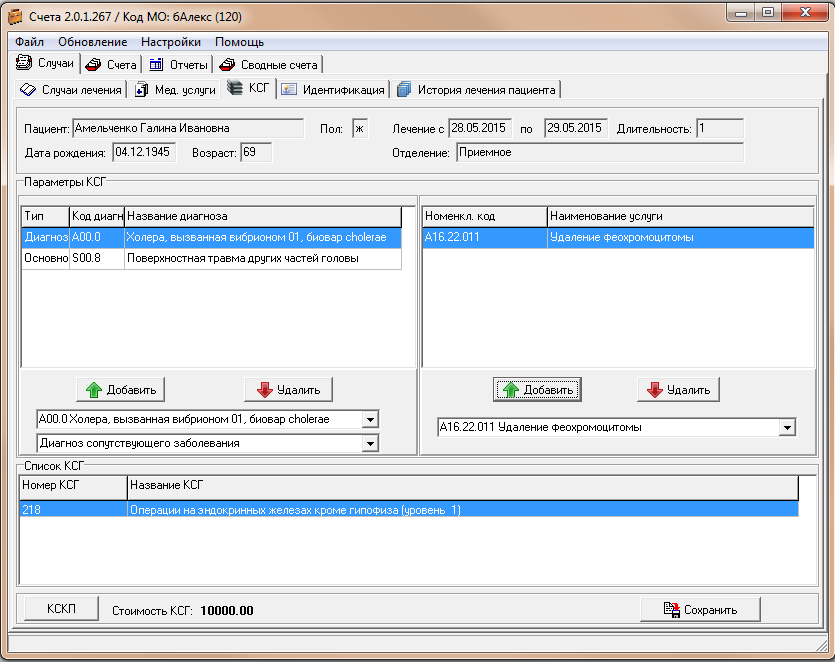 Счета 2.0.1.267 / Код МО: 6Алекс (120)
Файл Обновление Настройки Помощь
Случаи Счета Отчеты Сводные счета
Случаи лечения Мед. услуги КСГ Идентификация История лечения пациента
Пациент: Амельченко Галина Ивановна Пол: ж Лечение с 28.05.2015 по 29.05.2015 Длительность: 1
Дата рождения: 04.12.1945 Возраст: 69 Отделение: Приемное
Параметры КСГ
Тип Код диагн Название диагноза Номенкл. код Наименование услуги
Диагноз A00.0 Холера, вызванная вибрионом 01, биовар cholerae A16.22.011 Удаление феохромоцитомы
Основно S00.8 Поверхностная травма других частей головы
Добавить Удалить Добавить Удалить
A00.0 Холера, вызванная вибрионом 01, биовар cholerae A16.22.011 Удаление феохромоцитомы
Диагноз сопутствующего заболевания
Список КСГ
Номер КСГ Название КСГ
218 Операции на эндокринных железах кроме гипофиза (уровень 1)
КСКП Стоимость КСГ: 10000.00 Сохранить